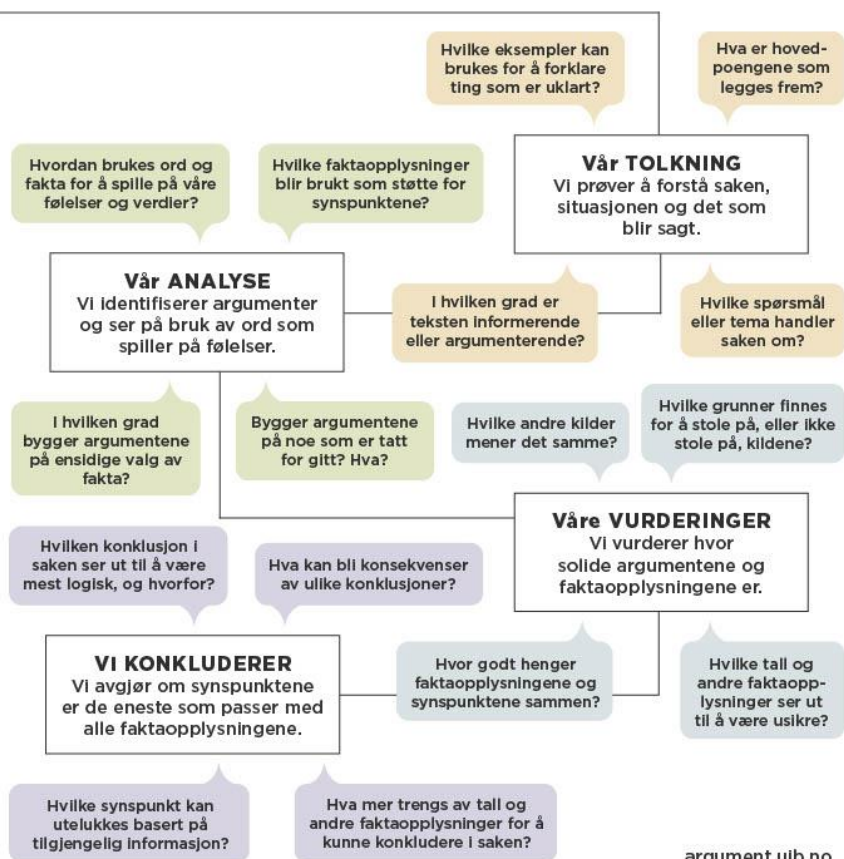 Hvilke eksempler kan
brukes for å forklare
ting som er uklart?
Hva er hoved-
poengene som
legges frem?
Vår TOLKNING
Vi prøver å forstå saken,
situasjonen og det som
blir sagt.
I hvilken grad er
teksten informerende
eller argumenterende?
Hvilke spørsmål
eller tema handler
saken om?
Hvordan brukes ord og
fakta for å spille på våre
følelser og verdier?
Hvilke faktaopplysninger
blir brukt som støtte for
synspunktene?
Vår ANALYSE
Vi identifiserer argumenter
og ser på bruk av ord som
spiller på følelser.
I hvilken grad
bygger argumentene
på ensidige valg av
fakta?
Bygger argumentene
på noe som er tatt
for gitt? Hva?
Hvilke andre kilder
mener det samme?
Hvilke grunner finnes
for å stole på, eller ikke
stole på, kildene?
Våre VURDERINGER
Vi vurderer hvor
solide argumentene og
faktaopplysningene er.
Hvor godt henger
faktaopplysningene og
synspunktene sammen?
Hvilke tall og
andre faktaopp-
lysninger ser ut
til å være usikre?
Hvilken konklusjon i
saken ser ut til å være
mest logisk, og hvorfor?
Hva kan bli konsekvenser
av ulike konklusjoner?
VI KONKLUDERER
Vi avgjør om synspunktene
er de eneste som passer med
alle faktaopplysningene.
Hvilke synspunkt kan
utelukkes basert på
tilgjengelig informasjon?
Hva mer trengs av tall og
andre faktaopplysninger for å
kunne konkludere i saken?
argument.uib.no